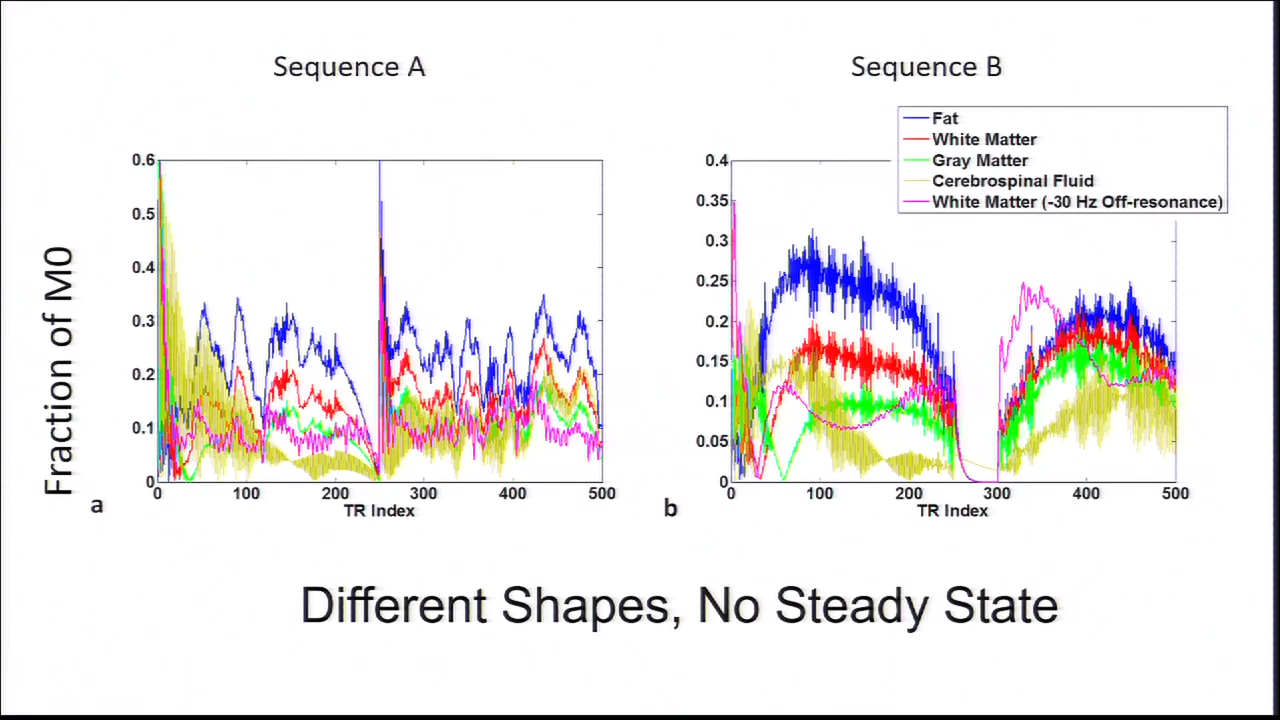 Sequence A
Sequence B
Fat
White Matter
Gray Matter
Cerebrospinal Fluid
White Matter (-30 Hz Off-resonance)
Fraction of M0
0.6
0.5
0.4
0.3
0.2
0.1
0
0 100 200 300 400 500
TR Index
a
0.4
0.35
0.3
0.25
0.2
0.15
0.1
0.05
0
0 100 200 300 400 500
TR Index
b
Different Shapes, No Steady State